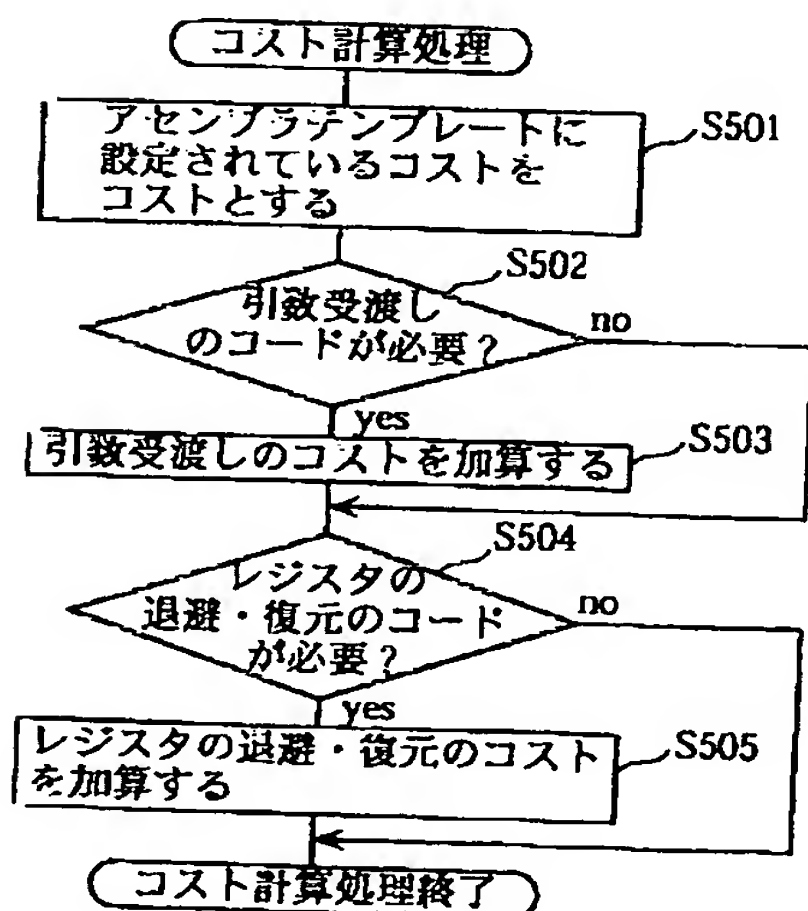 コスト計算処理
アセンブラテンプレートに
設定されているコストを
コストとする
S501
S502
引数受渡し
のコードが必要？
no
yes
引数受渡しのコストを加算する
S503
S504
レジスタの
退避・復元のコード
が必要？
no
yes
レジスタの退避・復元のコスト
を加算する
S505
コスト計算処理終了